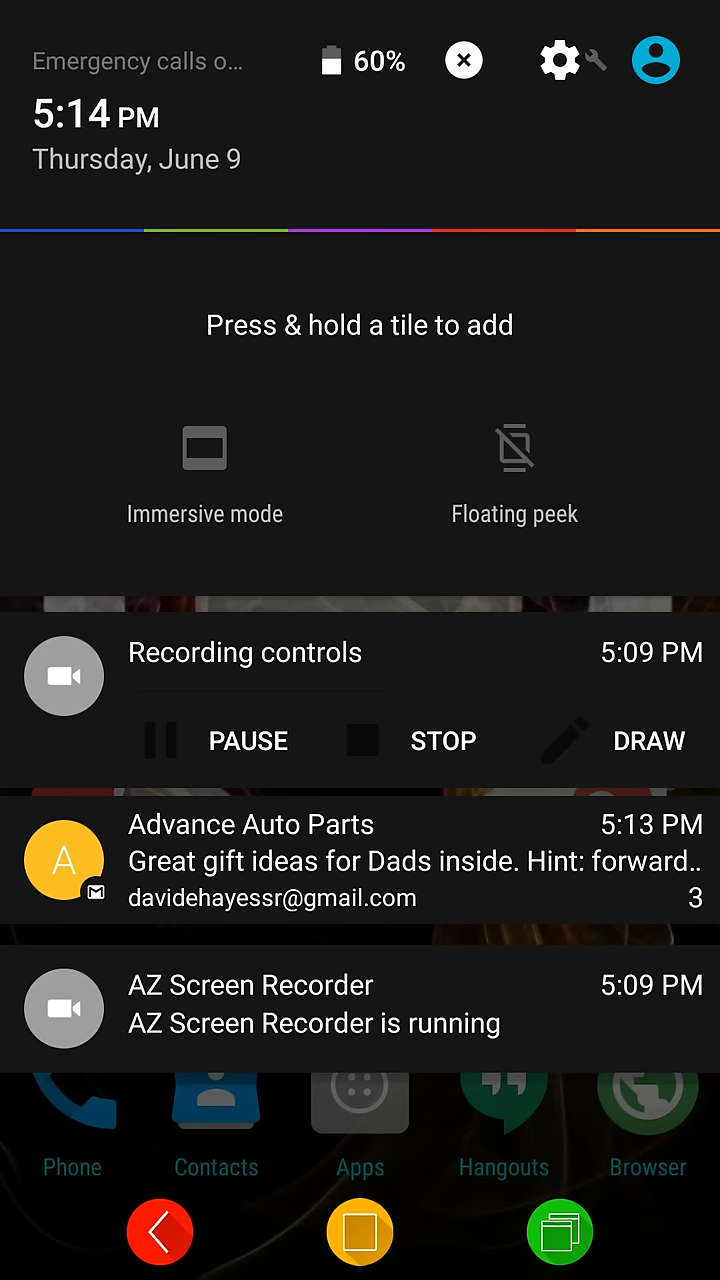 Emergency calls o...
60%
5:14 PM
Thursday, June 9
Press & hold a tile to add
Immersive mode
Floating peek
Recording controls
5:09 PM
PAUSE
STOP
DRAW
A
Advance Auto Parts
5:13 PM
Great gift ideas for Dads inside. Hint: forward..
davidehayessr@gmail.com
3
AZ Screen Recorder
5:09 PM
AZ Screen Recorder is running
Phone
Contacts
Apps
Hangouts
Browser